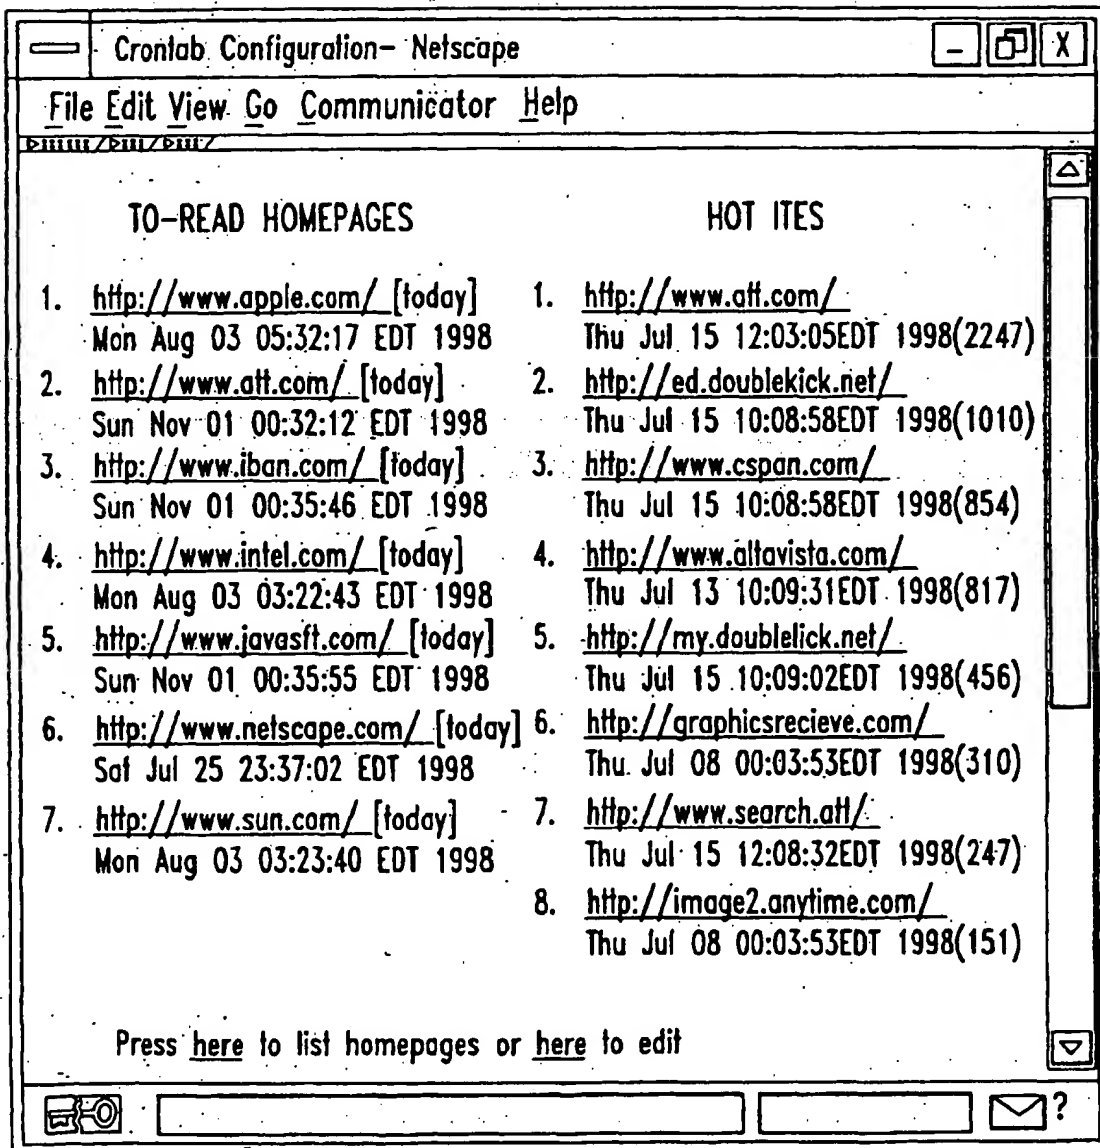 Crontab Configuration- Netscape
File Edit View Go Communicator Help
TO-READ HOMEPAGES
1. http://www.apple.com/ [today]
Mon Aug 03 05:32:17 EDT 1998
2. http://www.att.com/ [today]
Sun Nov 01 00:32:12 EDT 1998
3. http://www.iban.com/ [today]
Sun Nov 01 00:35:46 EDT 1998
4. http://www.intel.com/ [today]
Mon Aug 03 03:22:43 EDT 1998
5. http://www.javasft.com/ [today]
Sun Nov 01 00:35:55 EDT 1998
6. http://www.netscape.com/ [today]
Sat Jul 25 23:37:02 EDT 1998
7. http://www.sun.com/ [today]
Mon Aug 03 03:23:40 EDT 1998
HOT ITES
1. http://www.att.com/
Thu Jul 15 12:03:05EDT 1998(2247)
2. http://ed.doublekick.net/
Thu Jul 15 10:08:58EDT 1998(1010)
3. http://www.cspan.com/
Thu Jul 15 10:08:58EDT 1998(854)
4. http://www.altavista.com/
Thu Jul 13 10:09:31EDT 1998(817)
5. http://my.doublelick.net/
Thu Jul 15 10:09:02EDT 1998(456)
6. http://graphicsrecieve.com/
Thu Jul 08 00:03:53EDT 1998(310)
7. http://www.search.att/
Thu Jul 15 12:08:32EDT 1998(247)
8. http://image2.anytime.com/
Thu Jul 08 00:03:53EDT 1998(151)
Press here to list homepages or here to edit
?